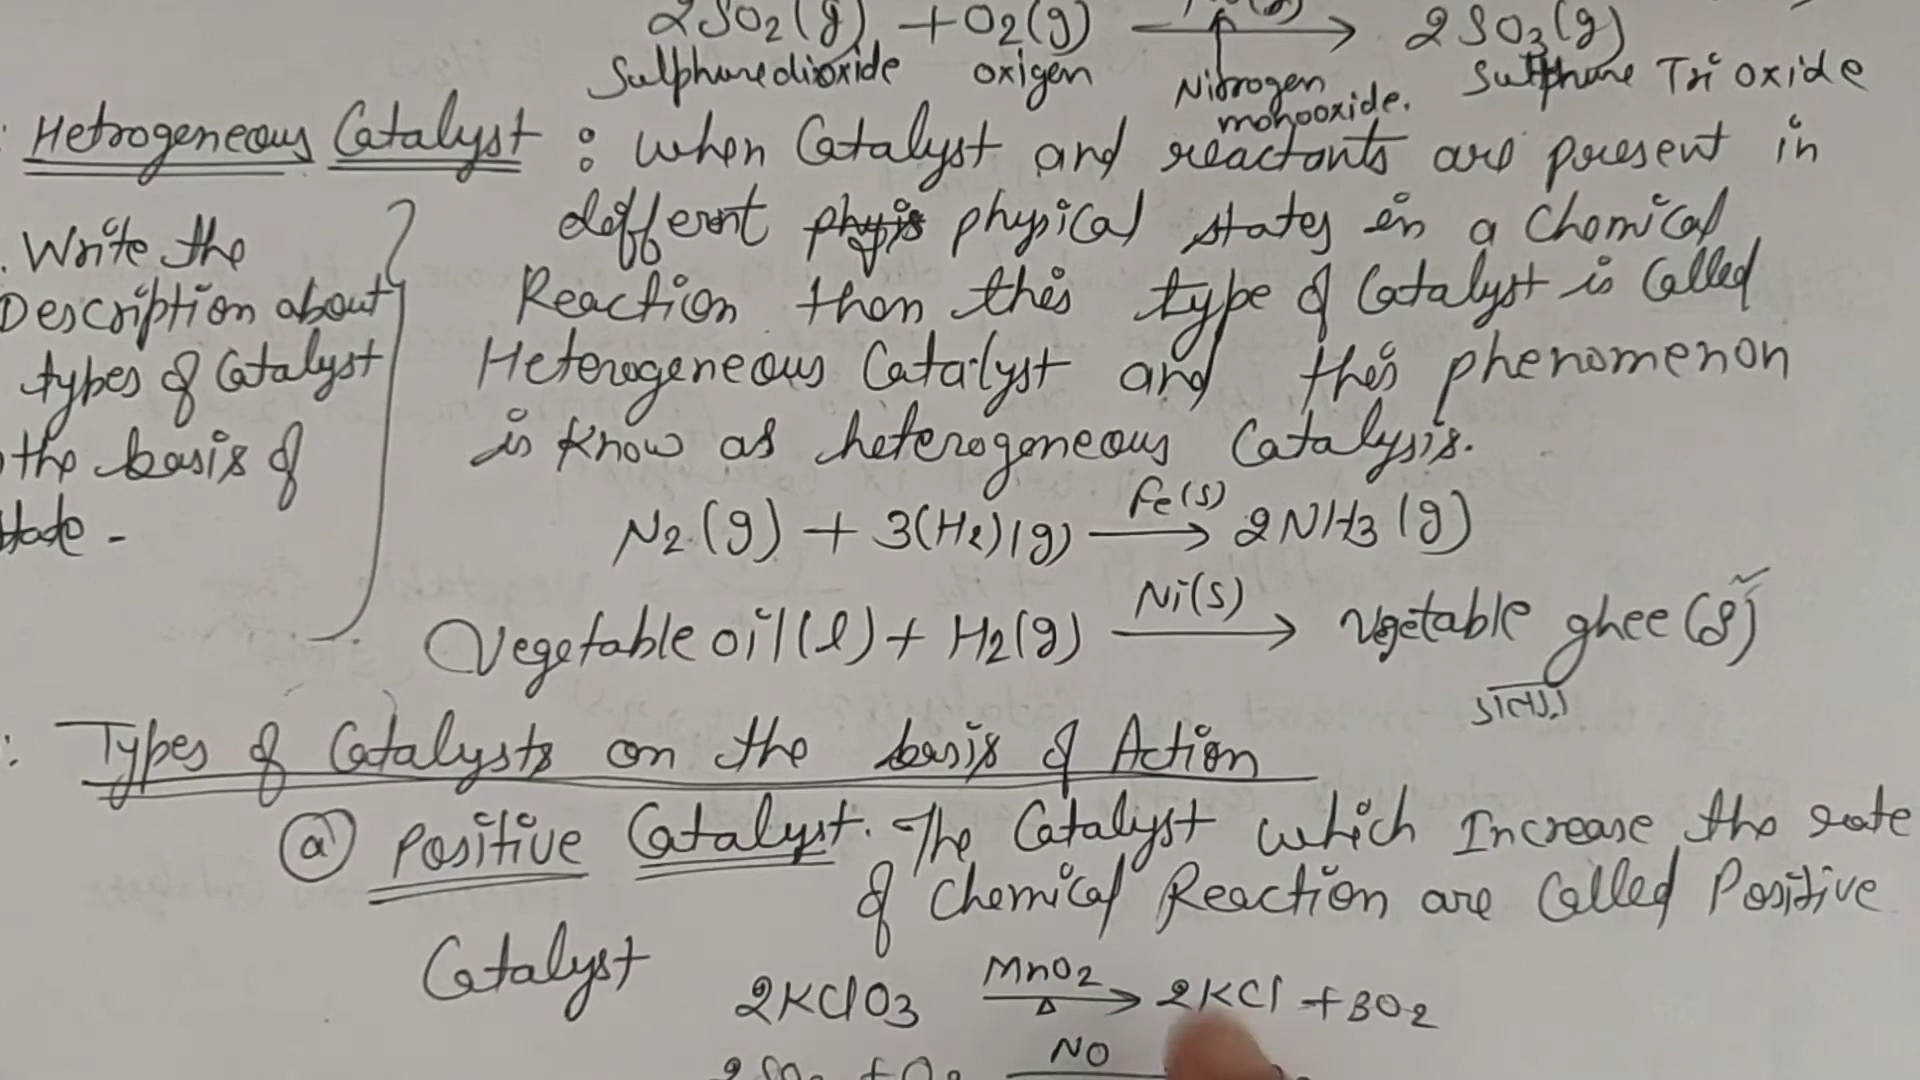 2SO2(g) + O2(g) → 2SO3(g)
Sulphuredioxide oxigen Nitrogen monooxide. Sulphure Tri oxide
Hetrogeneous Catalyst : when Catalyst and reactants are present in
different physical states in a Chemical
Reaction then this type of Catalyst is Called
Heterogeneous Catalyst and this phenomenon
is know as heterogeneous Catalysis.
Write the
Description about
types of Catalyst
the basis of
state -
N2(g) + 3(H2)(g) Fe(s) → 2NH3(g)
Vegetable oil(l) + H2(g) Ni(s) → Vegetable ghee (s)
Types of Catalysts on the basis of Action
(a) Positive Catalyst. The Catalyst which Increase the rate
of Chemical Reaction are Called Positive
Catalyst
2KClO3 MnO2 Δ → 2KCl + 3O2
NO